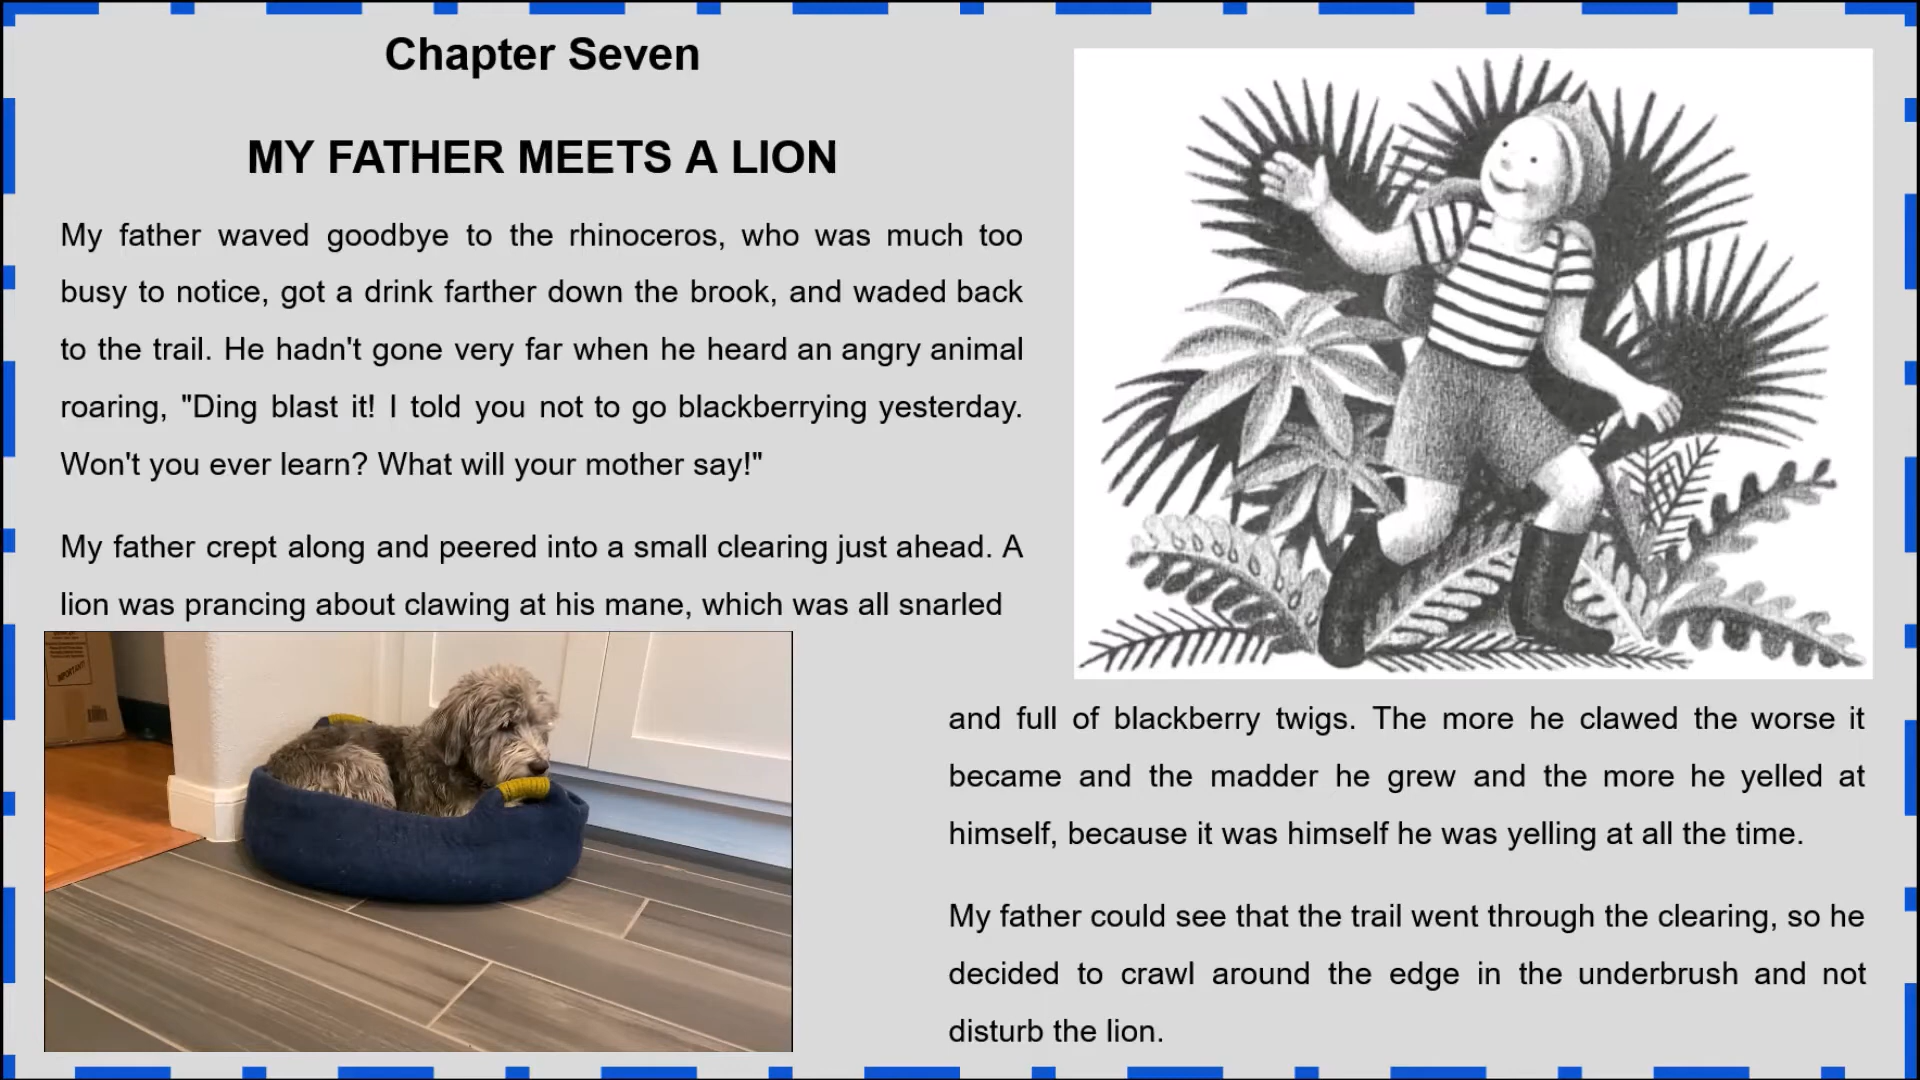 Chapter Seven
MY FATHER MEETS A LION
My father waved goodbye to the rhinoceros, who was much too
busy to notice, got a drink farther down the brook, and waded back
to the trail. He hadn't gone very far when he heard an angry animal
roaring, "Ding blast it! I told you not to go blackberrying yesterday.
Won't you ever learn? What will your mother say!"
My father crept along and peered into a small clearing just ahead. A
lion was prancing about clawing at his mane, which was all snarled
IMPORTANT!
and full of blackberry twigs. The more he clawed the worse it
became and the madder he grew and the more he yelled at
himself, because it was himself he was yelling at all the time.
My father could see that the trail went through the clearing, so he
decided to crawl around the edge in the underbrush and not
disturb the lion.